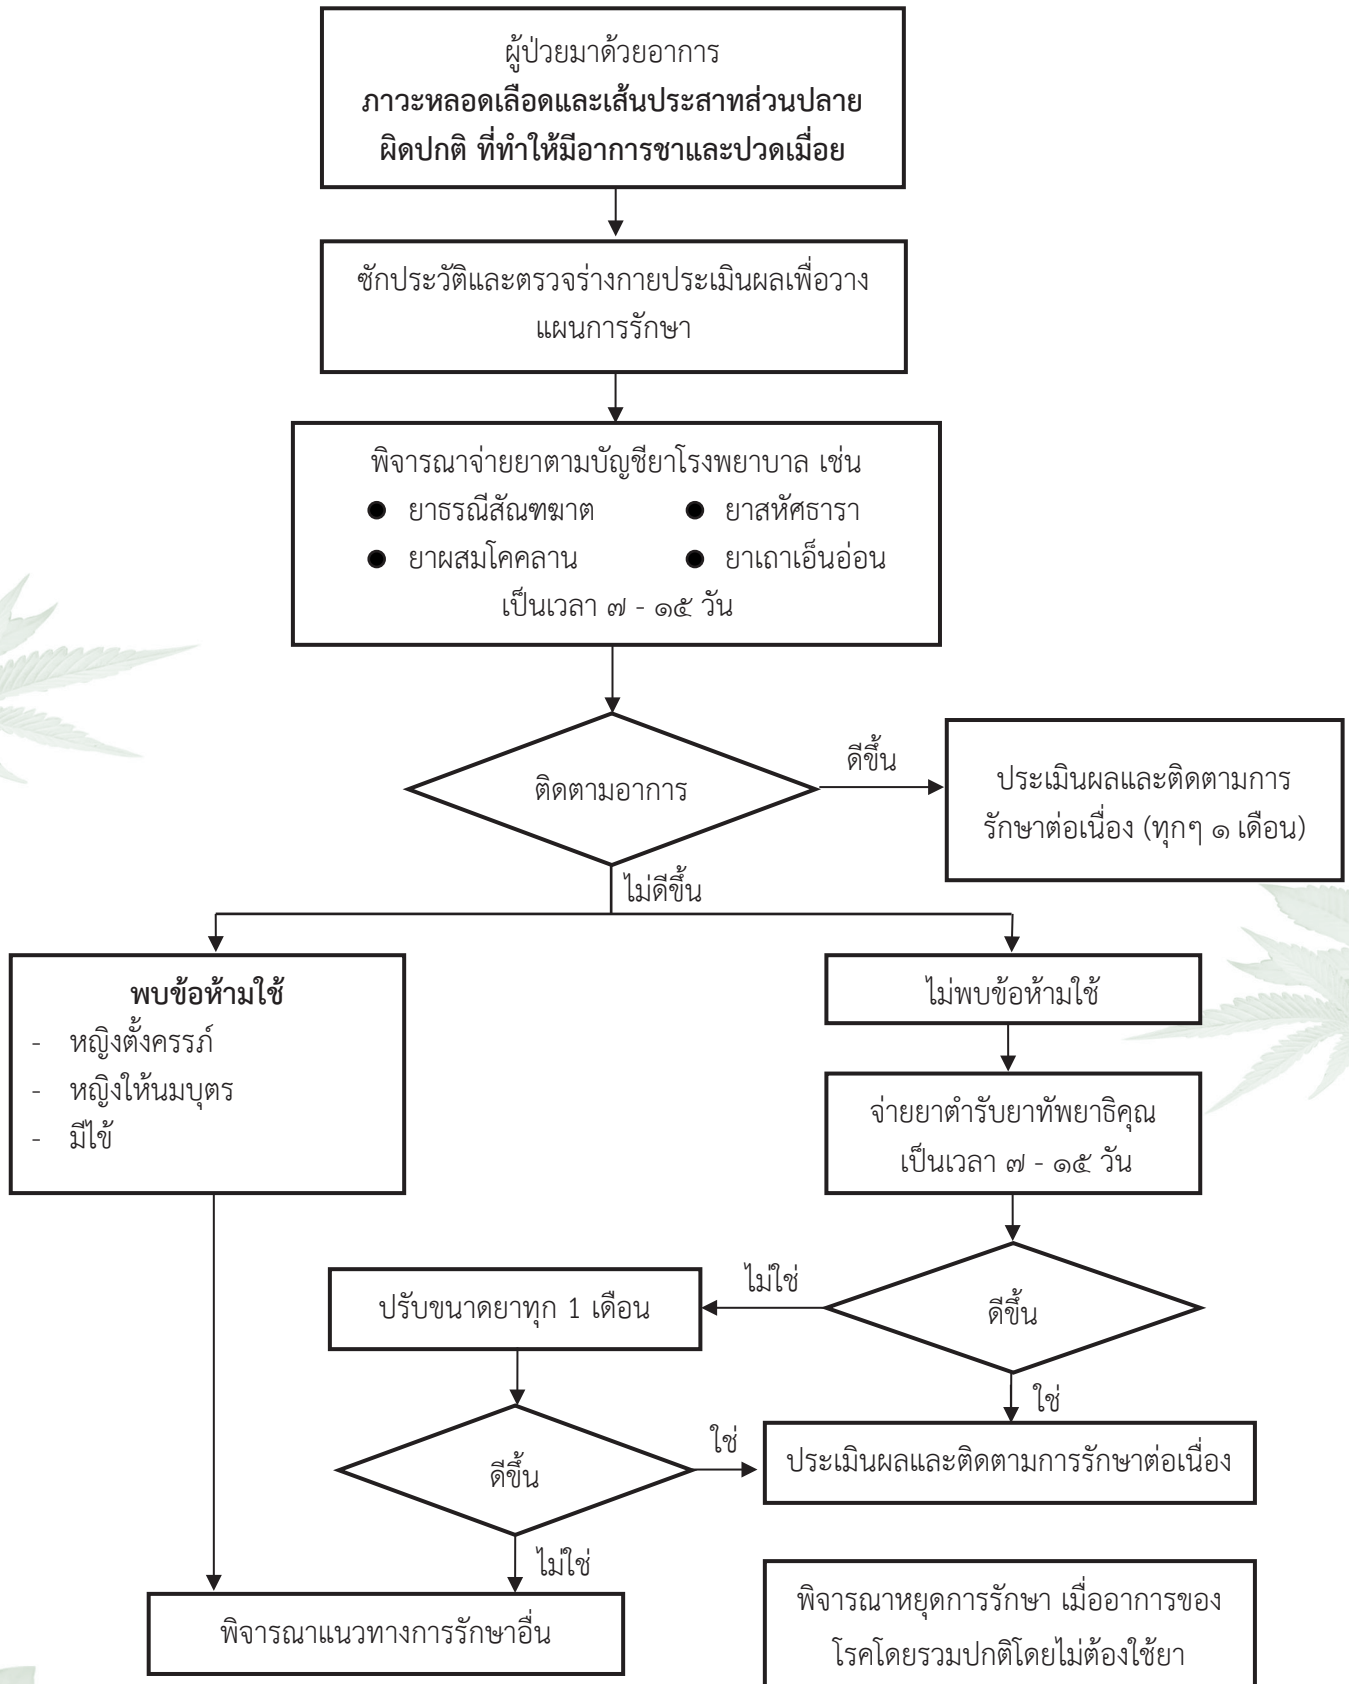 ผู้ป่วยมาด้วยอาการ
ภาวะหลอดเลือดและเส้นประสาทส่วนปลาย
ผิดปกติ ที่ทำให้มีอาการชาและปวดเมื่อย
ซักประวัติและตรวจร่างกายประเมินผลเพื่อวาง
แผนการรักษา
พิจารณาจ่ายยาตามบัญชียาโรงพยาบาล เช่น
● ยาธรณีสัณฑฆาต ● ยาสหัศธารา
● ยาผสมโคคลาน ● ยาเถาเอ็นอ่อน
เป็นเวลา ๗ - ๑๕ วัน
ติดตามอาการ
ดีขึ้น
ประเมินผลและติดตามการ
รักษาต่อเนื่อง (ทุกๆ ๑ เดือน)
ไม่ดีขึ้น
พบข้อห้ามใช้
- หญิงตั้งครรภ์
- หญิงให้นมบุตร
- มีไข้
ไม่พบข้อห้ามใช้
จ่ายยาตำรับยาทัพยาธิคุณ
เป็นเวลา ๗ - ๑๕ วัน
ดีขึ้น
ไม่ใช่
ปรับขนาดยาทุก 1 เดือน
ใช่
ดีขึ้น
ใช่
ประเมินผลและติดตามการรักษาต่อเนื่อง
ไม่ใช่
พิจารณาแนวทางการรักษาอื่น
พิจารณาหยุดการรักษา เมื่ออาการของ
โรคโดยรวมปกติโดยไม่ต้องใช้ยา